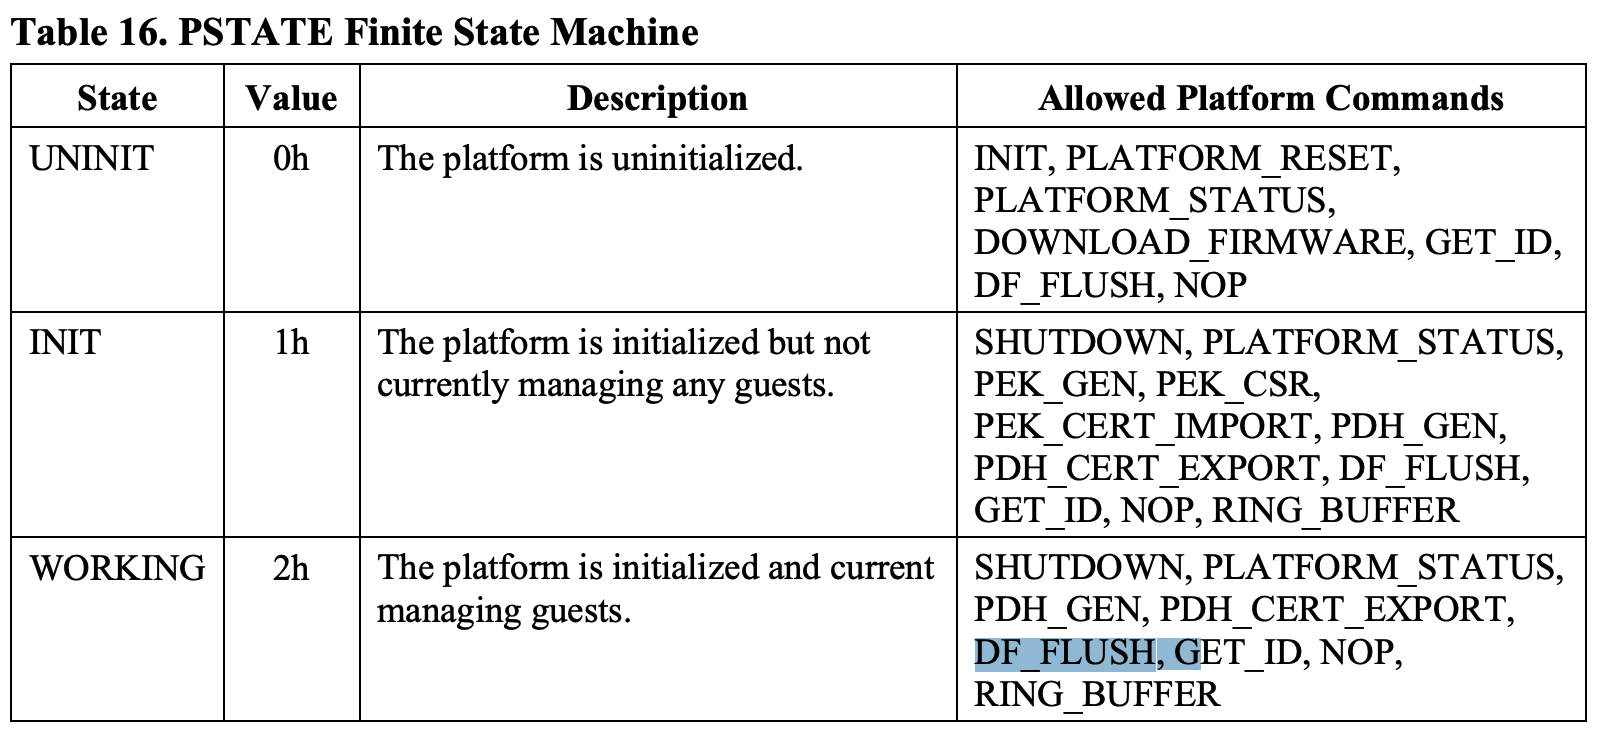 Table 16. PSTATE Finite State Machine
State Value Description Allowed Platform Commands
UNINIT 0h The platform is uninitialized. INIT, PLATFORM_RESET,
PLATFORM_STATUS,
DOWNLOAD_FIRMWARE, GET_ID,
DF_FLUSH, NOP
INIT 1h The platform is initialized but not SHUTDOWN, PLATFORM_STATUS,
currently managing any guests. PEK_GEN, PEK_CSR,
PEK_CERT_IMPORT, PDH_GEN,
PDH_CERT_EXPORT, DF_FLUSH,
GET_ID, NOP, RING_BUFFER
WORKING 2h The platform is initialized and current SHUTDOWN, PLATFORM_STATUS,
managing guests. PDH_GEN, PDH_CERT_EXPORT,
DF_FLUSH, GET_ID, NOP,
RING_BUFFER